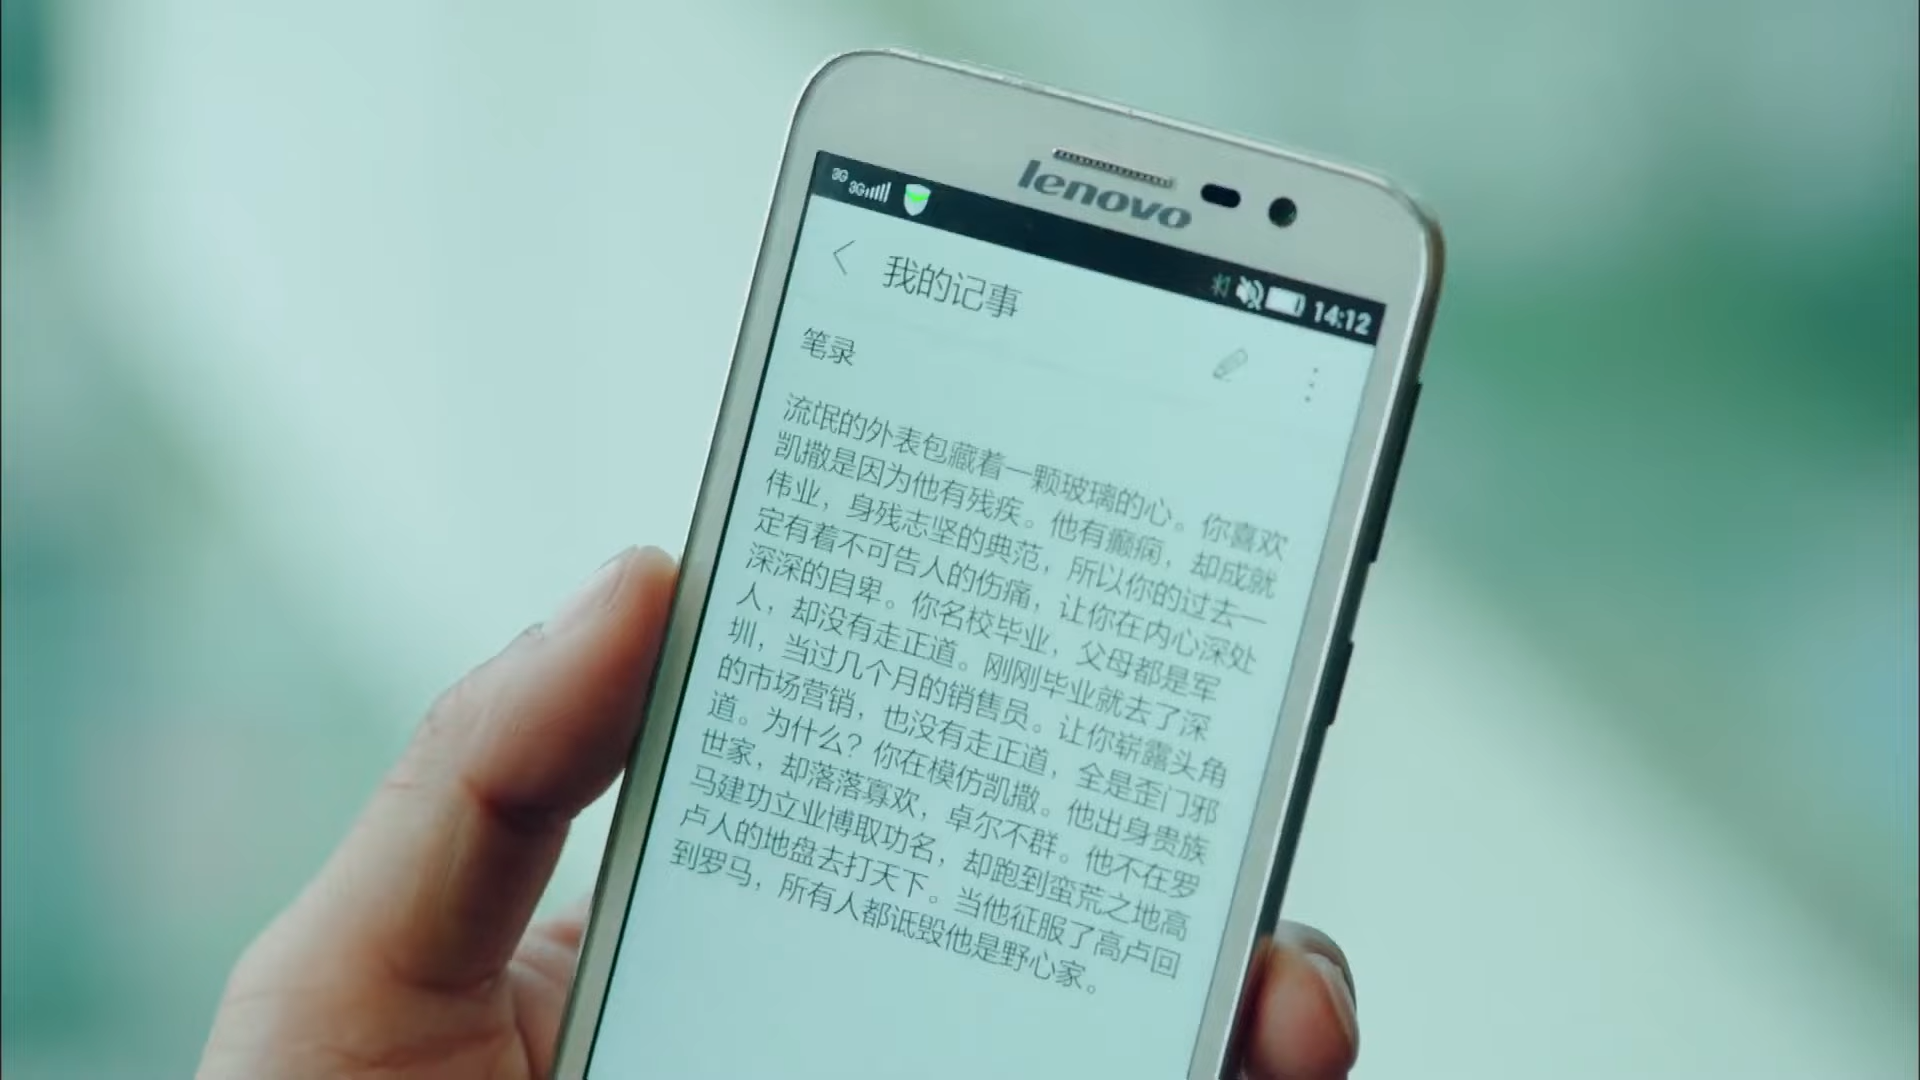 lenovo
3G 3G
14:12
我的记事
笔录
流氓的外表包藏着一颗玻璃的心。你喜欢
凯撒是因为他有残疾。他有癫痫，却成就
伟业，身残志坚的典范，所以你的过去一
定有着不可告人的伤痛，让你在内心深处
深深的自卑。你名校毕业，父母都是军
人，却没有走正道。刚刚毕业就去了深
圳，当过几个月的销售员。让你崭露头角
的市场营销，也没有走正道，全是歪门邪
道。为什么？你在模仿凯撒。他出身贵族
世家，却落落寡欢，卓尔不群。他不在罗
马建功立业博取功名，却跑到蛮荒之地高
卢人的地盘去打天下。当他征服了高卢回
到罗马，所有人都诋毁他是野心家。